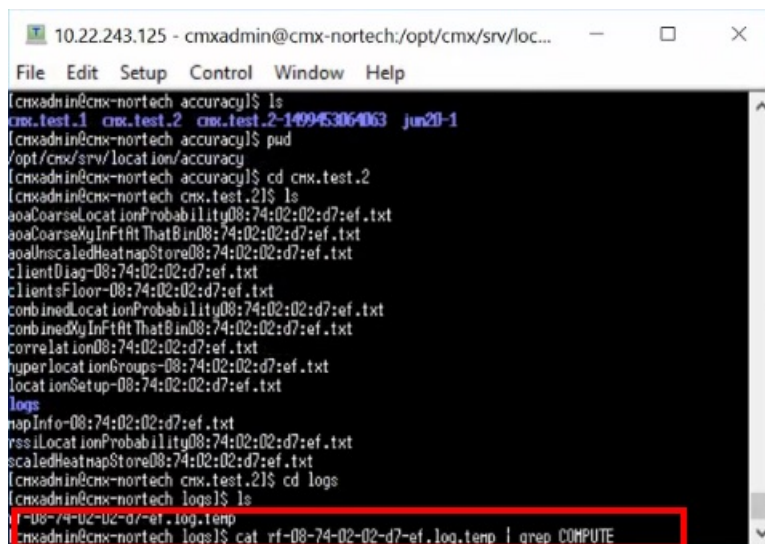 10.22.243.125 - cmxadmin@cmx-nortech:/opt/cmx/srv/loc...
File Edit Setup Control Window Help
[cmxadmin@cmx-nortech accuracy]$ ls
cmx.test.1 cmx.test.2 cmx.test.2-1499453064063 jun20-1
[cmxadmin@cmx-nortech accuracy]$ pwd
/opt/cmx/srv/location/accuracy
[cmxadmin@cmx-nortech accuracy]$ cd cmx.test.2
[cmxadmin@cmx-nortech cmx.test.2]$ ls
aoaCoarseLocationProbability08:74:02:02:d7:ef.txt
aoaCoarseXyInFtAtThatBin08:74:02:02:d7:ef.txt
aoaUnscaledHeatmapStore08:74:02:02:d7:ef.txt
clientDiag-08:74:02:02:d7:ef.txt
clientsFloor-08:74:02:02:d7:ef.txt
combinedLocationProbability08:74:02:02:d7:ef.txt
combinedXyInFtAtThatBin08:74:02:02:d7:ef.txt
correlation08:74:02:02:d7:ef.txt
hyperlocationGroups-08:74:02:02:d7:ef.txt
locationSetup-08:74:02:02:d7:ef.txt
logs
mapInfo-08:74:02:02:d7:ef.txt
rssiLocationProbability08:74:02:02:d7:ef.txt
scaledHeatmapStore08:74:02:02:d7:ef.txt
[cmxadmin@cmx-nortech cmx.test.2]$ cd logs
[cmxadmin@cmx-nortech logs]$ ls
rf-08-74-02-02-d7-ef.log.temp
[cmxadmin@cmx-nortech logs]$ cat rf-08-74-02-02-d7-ef.log.temp | grep COMPUTE